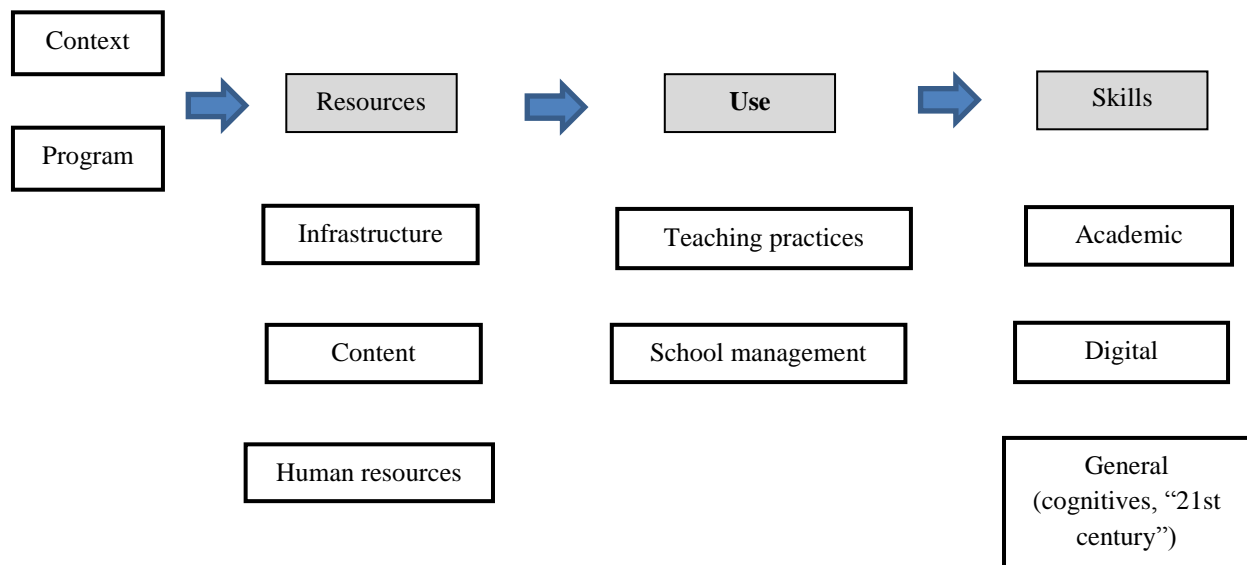 Context
Program
Resources
Infrastructure
Content
Human resources
Use
Teaching practices
School management
Skills
Academic
Digital
General
(cognitives, “21st
century”)